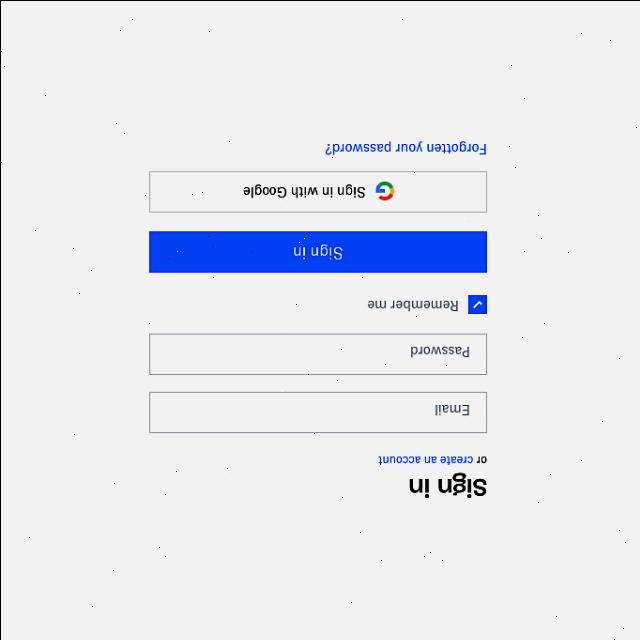 Sign in
or create an account
Email
Password
Remember me
Sign in
Sign in with Google
Forgotten your password?